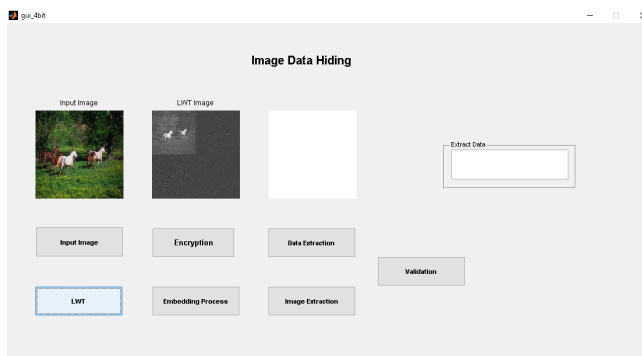 gui_4bit
Image Data Hiding
Input Image
LWT Image
Extract Data
Input Image
Encryption
Data Extraction
Validation
LWT
Embedding Process
Image Extraction